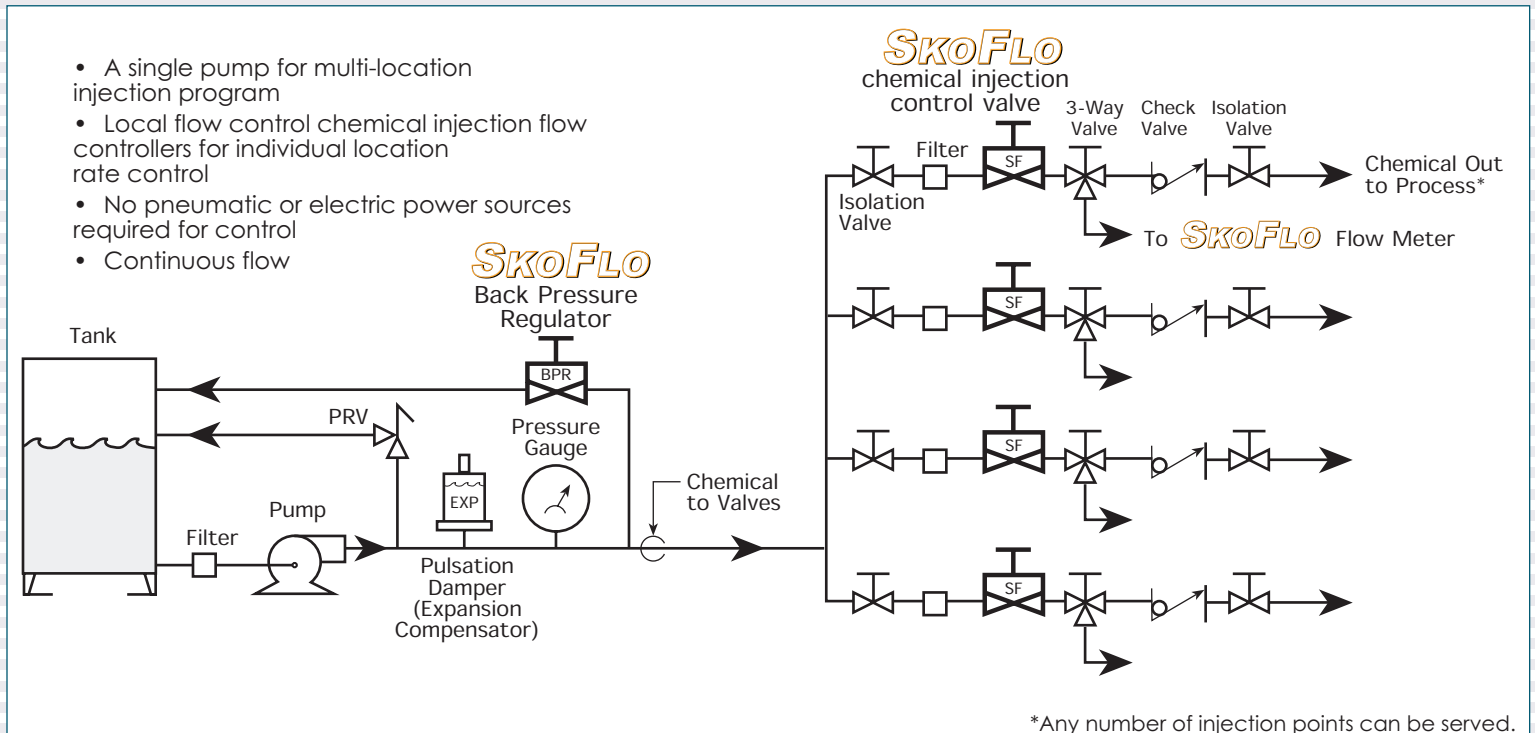 • A single pump for multi-location
injection program
• Local flow control chemical injection flow
controllers for individual location
rate control
• No pneumatic or electric power sources
required for control
• Continuous flow
SKOFLO
chemical injection
control valve
3-Way
Valve
Check
Valve
Isolation
Valve
Filter
SF
Isolation
Valve
Chemical Out
to Process*
To SKOFLO Flow Meter
SKOFLO
Back Pressure
Regulator
SF
Tank
BPR
PRV
Pressure
Gauge
SF
EXP
Chemical
to Valves
Pump
Filter
Pulsation
Damper
(Expansion
Compensator)
SF
*Any number of injection points can be served.